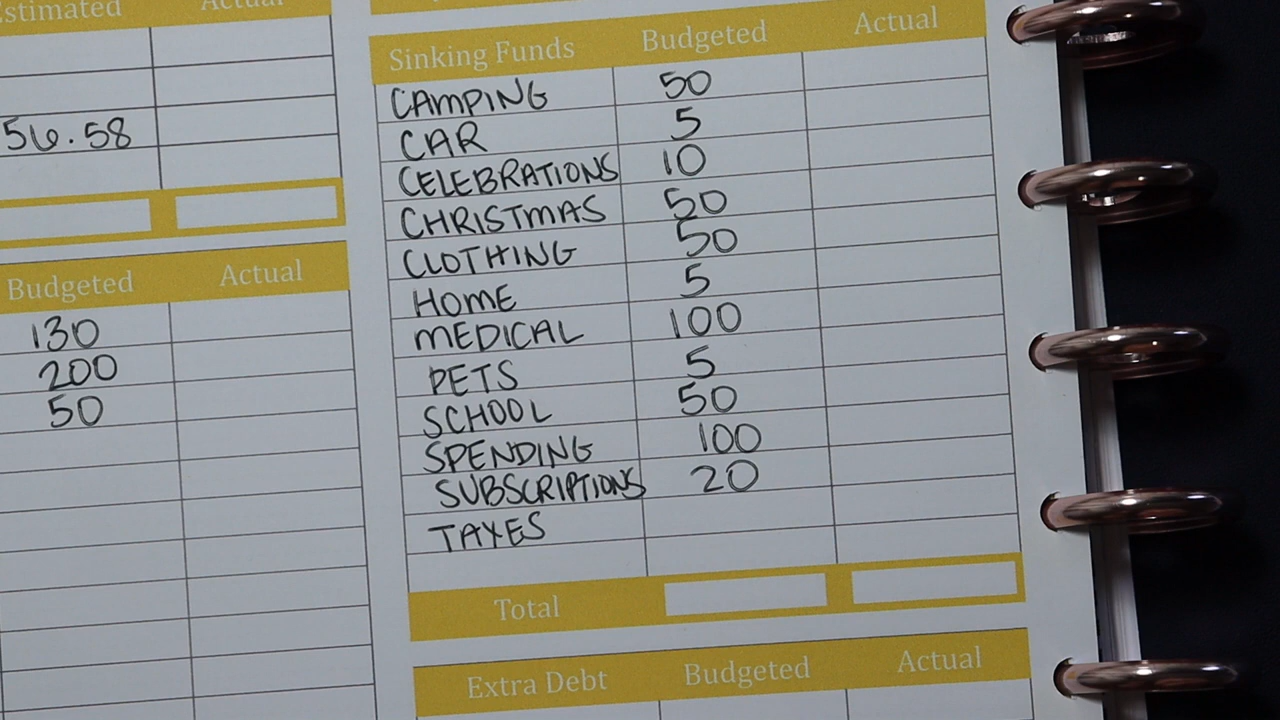 Estimated Actual
56.58
Budgeted Actual
130
200
50
Sinking Funds Budgeted Actual
CAMPING 50
CAR 5
CELEBRATIONS 10
CHRISTMAS 50
CLOTHING 50
HOME 5
MEDICAL 100
PETS 5
SCHOOL 50
SPENDING 100
SUBSCRIPTIONS 20
TAXES
Total
Extra Debt Budgeted Actual